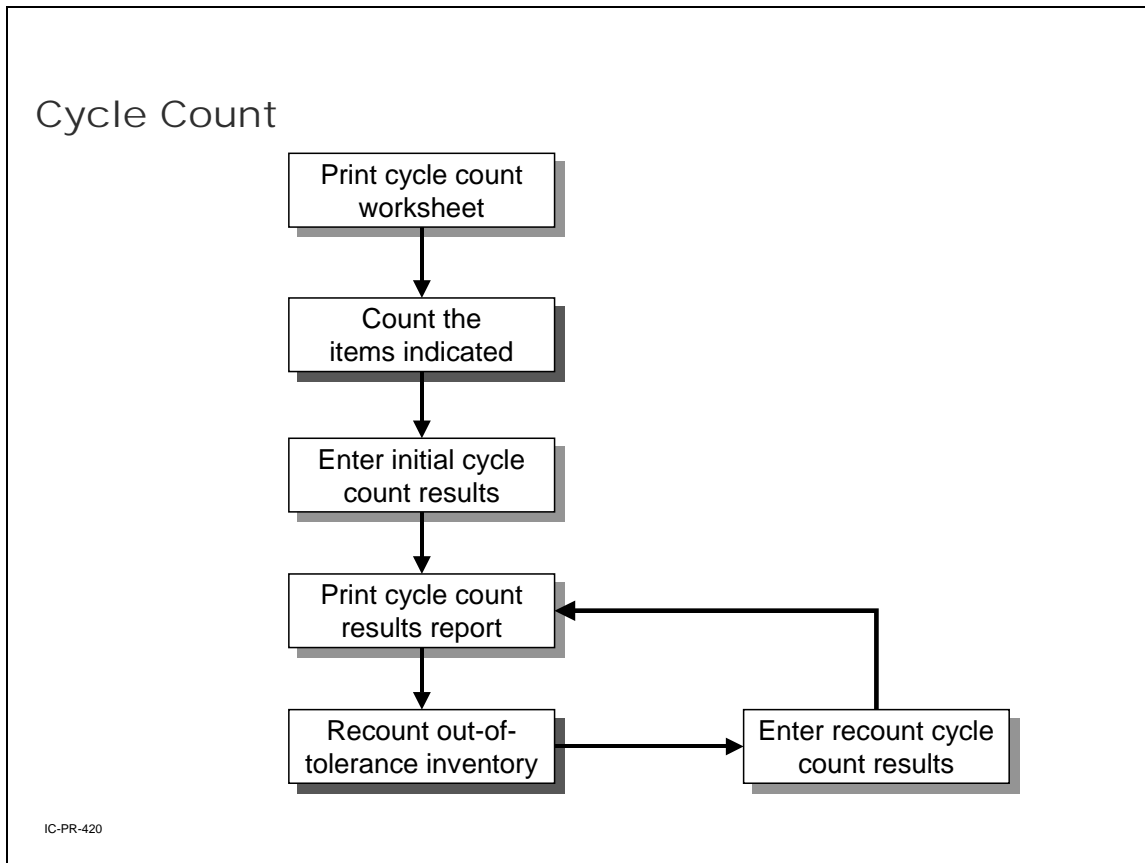 Cycle Count
Print cycle count
worksheet
Count the
items indicated
Enter initial cycle
count results
Print cycle count
results report
Recount out-of-
tolerance inventory
Enter recount cycle
count results
IC-PR-420